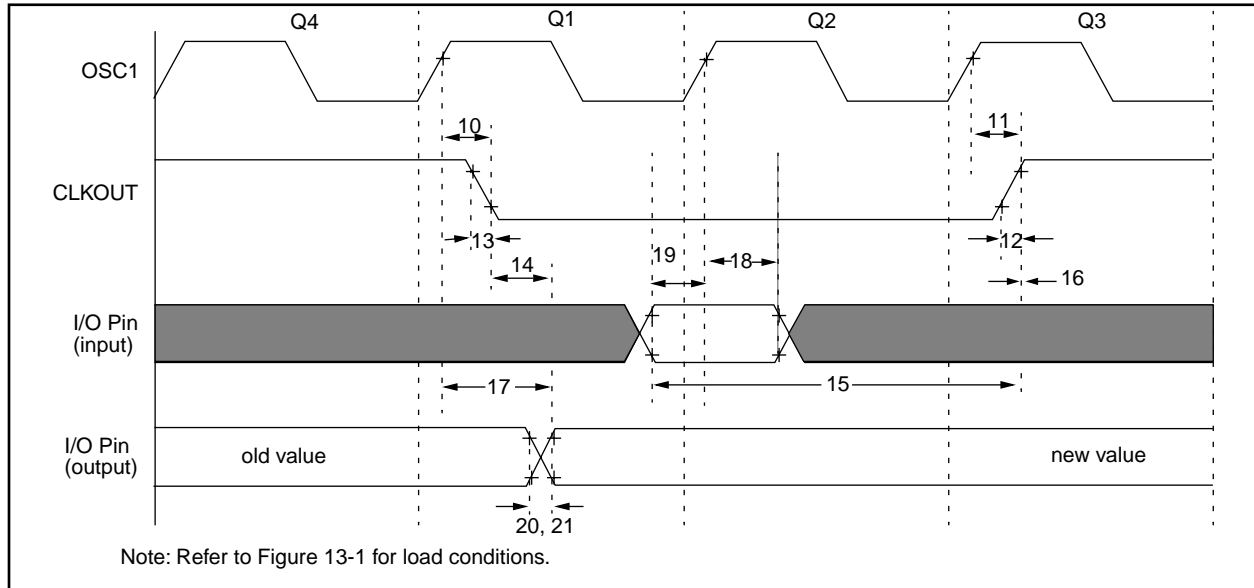 Q4 Q1 Q2 Q3
OSC1
10 11
CLKOUT
13 19 18 12
14 16
I/O Pin
(input)
17 15
I/O Pin
(output)
old value new value
20, 21
Note: Refer to Figure 13-1 for load conditions.